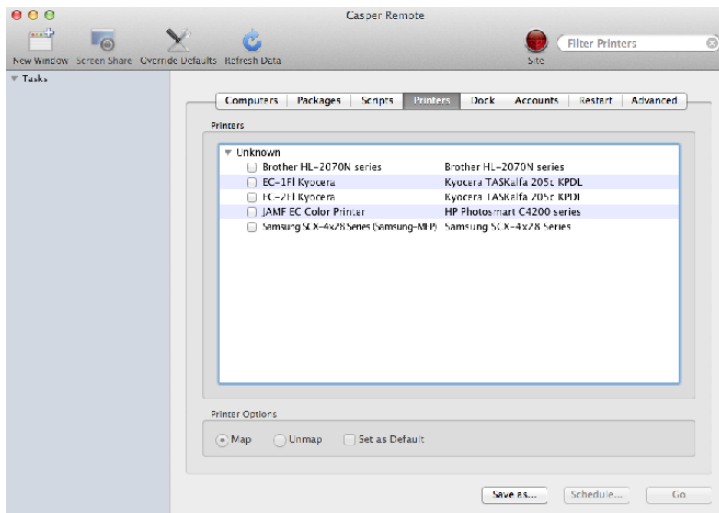 Casper Remote
New Window Screen Share Override Defaults Refresh Data Site Filter Printers
Tasks
Computers Packages Scripts Printers Dock Accounts Restart Advanced
Printers
Unknown
Brother HL-2070N series Brother HL-2070N series
EC-1Fl Kyocera Kyocera TASKalfa 205c KPDL
EC-2Fl Kyocera Kyocera TASKalfa 205c KPDL
JAMF EC Color Printer HP Photosmart C4200 series
Samsung SCX-4x28 Series (Samsung-MFP) Samsung SCX-4x28 Series
Printer Options
Map Unmap Set as Default
Save as... Schedule... Go